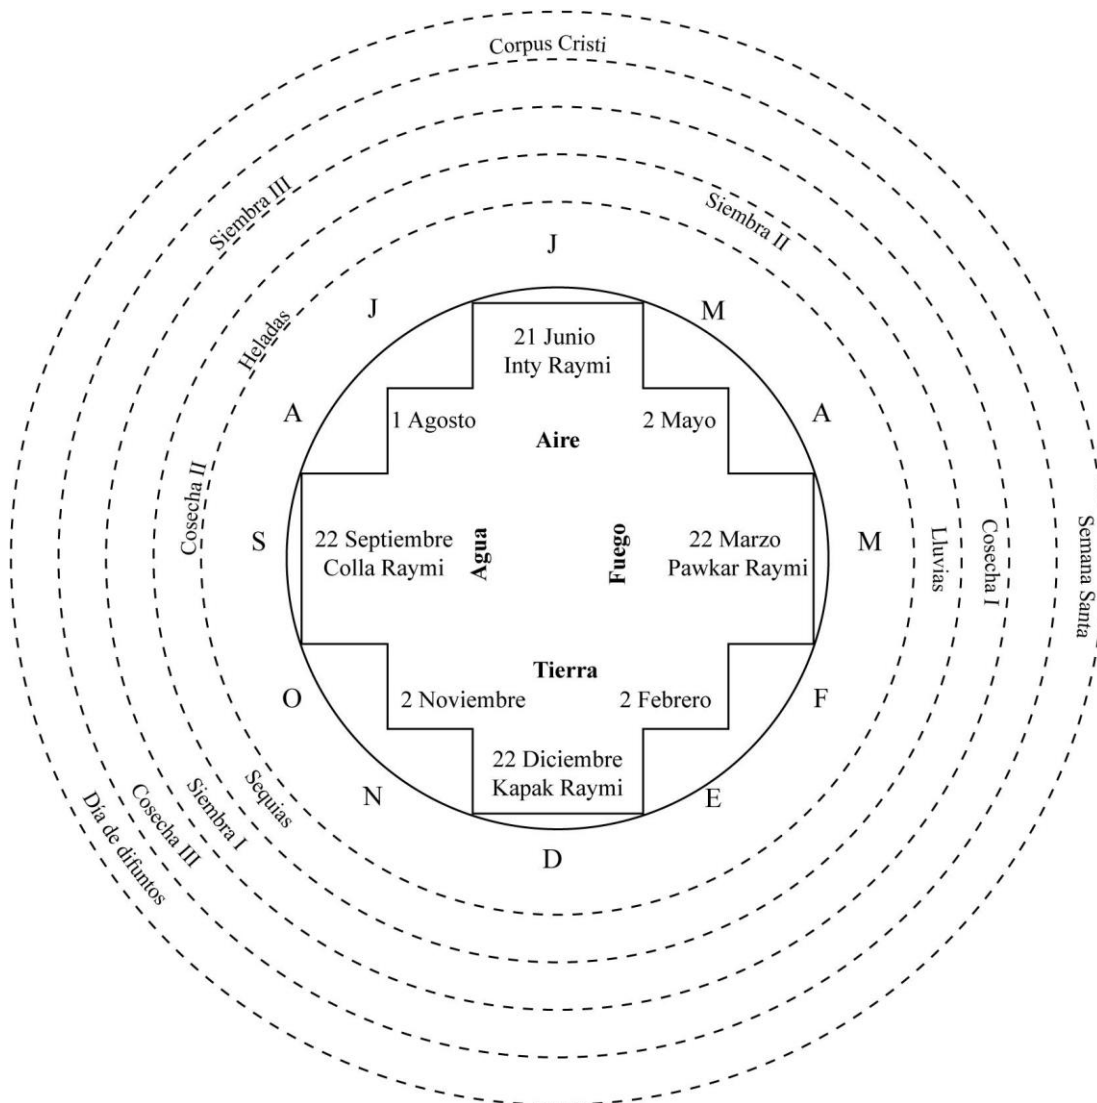 Corpus Cristi
Siembra III
Siembra II
J
J
M
Heladas
21 Junio
Inty Raymi
A
1 Agosto
2 Mayo
A
Aire
Cosecha II
S
22 Septiembre
Colla Raymi
Agua
Fuego
22 Marzo
Pawkar Raymi
M
Lluvias
Cosecha I
Semana Santa
Tierra
O
2 Noviembre
2 Febrero
F
22 Diciembre
Kapak Raymi
N
E
D
Sequias
Siembra I
Cosecha III
Día de difuntos